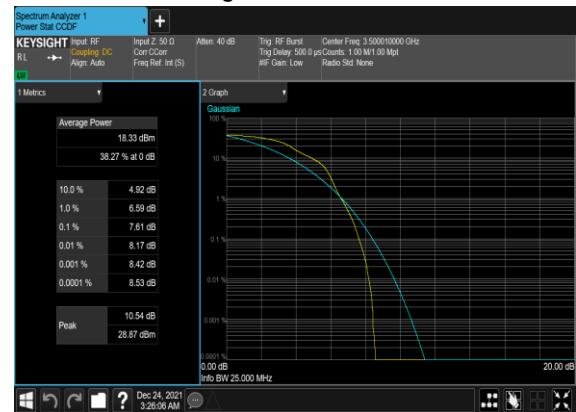 Spectrum Analyzer 1
Power Stat CCDF
+
KEYSIGHT
RL
LU
Input: RF
Coupling: DC
Align: Auto
Input Z: 50 Ω
Corr CCorr
Freq Ref: Int (S)
Atten: 40 dB
Trig: RF Burst
Trig Delay: 500.0 µs
#IF Gain: Low
Center Freq: 3.500010000 GHz
Counts: 1.00 M/1.00 Mpt
Radio Std: None
1 Metrics
Average Power
18.33 dBm
38.27 % at 0 dB
10.0 % 4.92 dB
1.0 % 6.59 dB
0.1 % 7.61 dB
0.01 % 8.17 dB
0.001 % 8.42 dB
0.0001 % 8.53 dB
Peak
10.54 dB
28.87 dBm
2 Graph
Gaussian
100 %
10 %
1 %
0.1 %
0.01 %
0.001 %
0.0001 %
0.00 dB 20.00 dB
Info BW 25.000 MHz
? Dec 24, 2021
3:26:06 AM